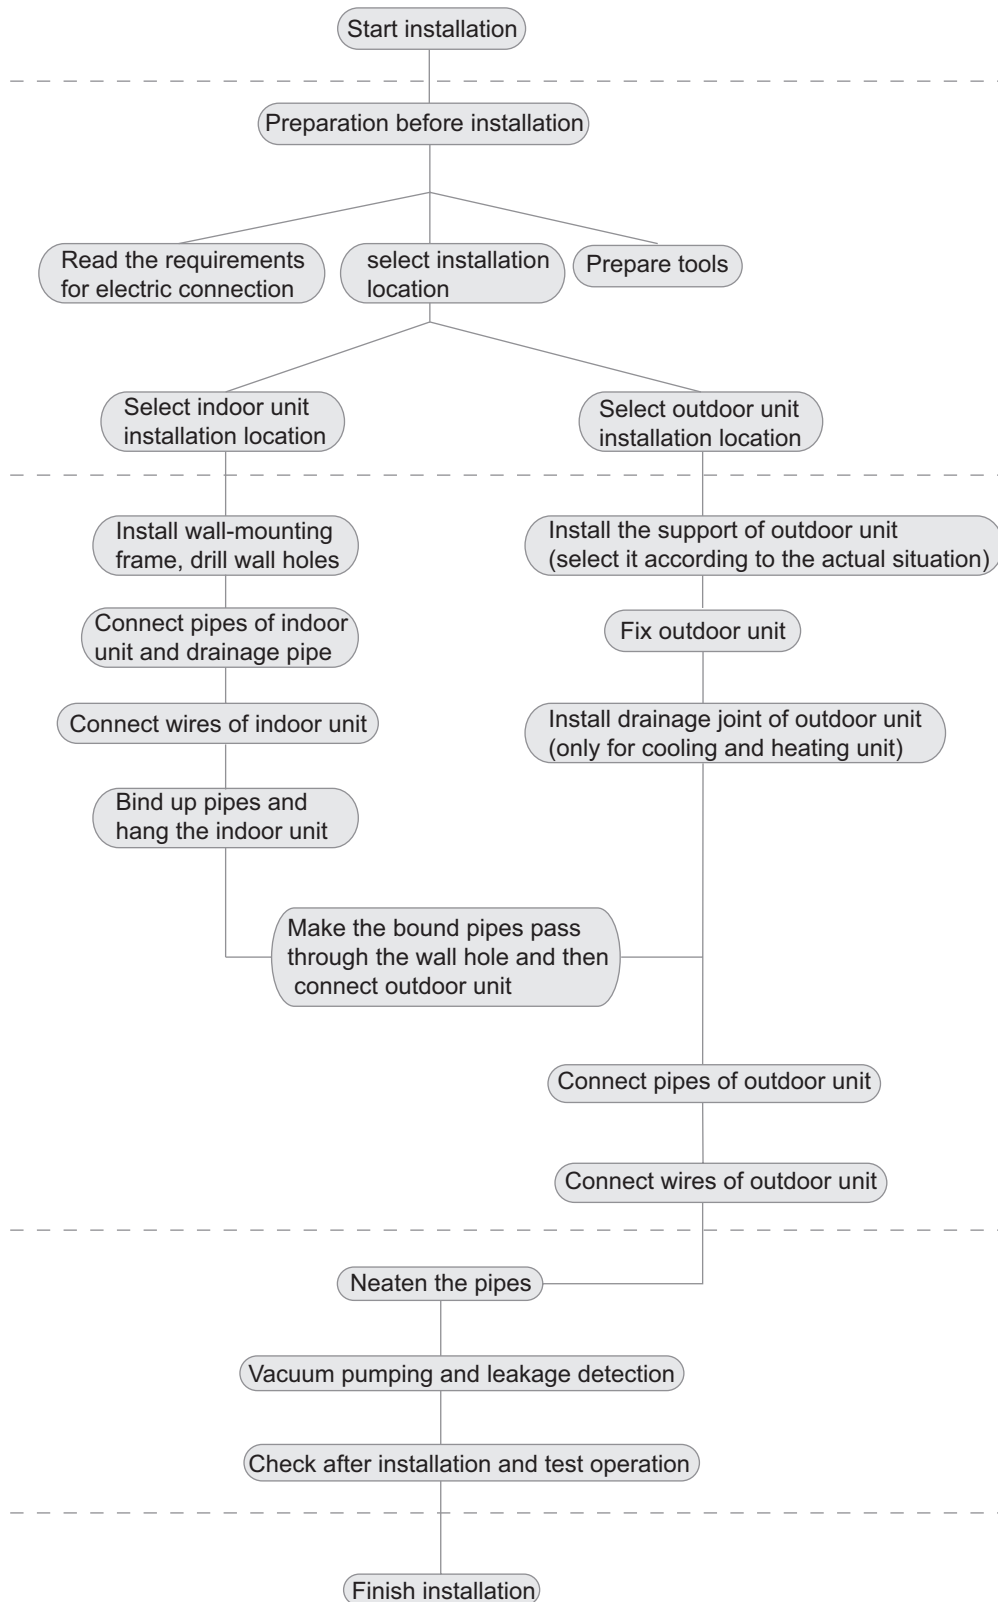 Start installation
Preparation before installation
Read the requirements
for electric connection
select installation
location
Prepare tools
Select indoor unit
installation location
Select outdoor unit
installation location
Install wall-mounting
frame, drill wall holes
Connect pipes of indoor
unit and drainage pipe
Connect wires of indoor unit
Bind up pipes and
hang the indoor unit
Install the support of outdoor unit
(select it according to the actual situation)
Fix outdoor unit
Install drainage joint of outdoor unit
(only for cooling and heating unit)
Make the bound pipes pass
through the wall hole and then
connect outdoor unit
Connect pipes of outdoor unit
Connect wires of outdoor unit
Neaten the pipes
Vacuum pumping and leakage detection
Check after installation and test operation
Finish installation